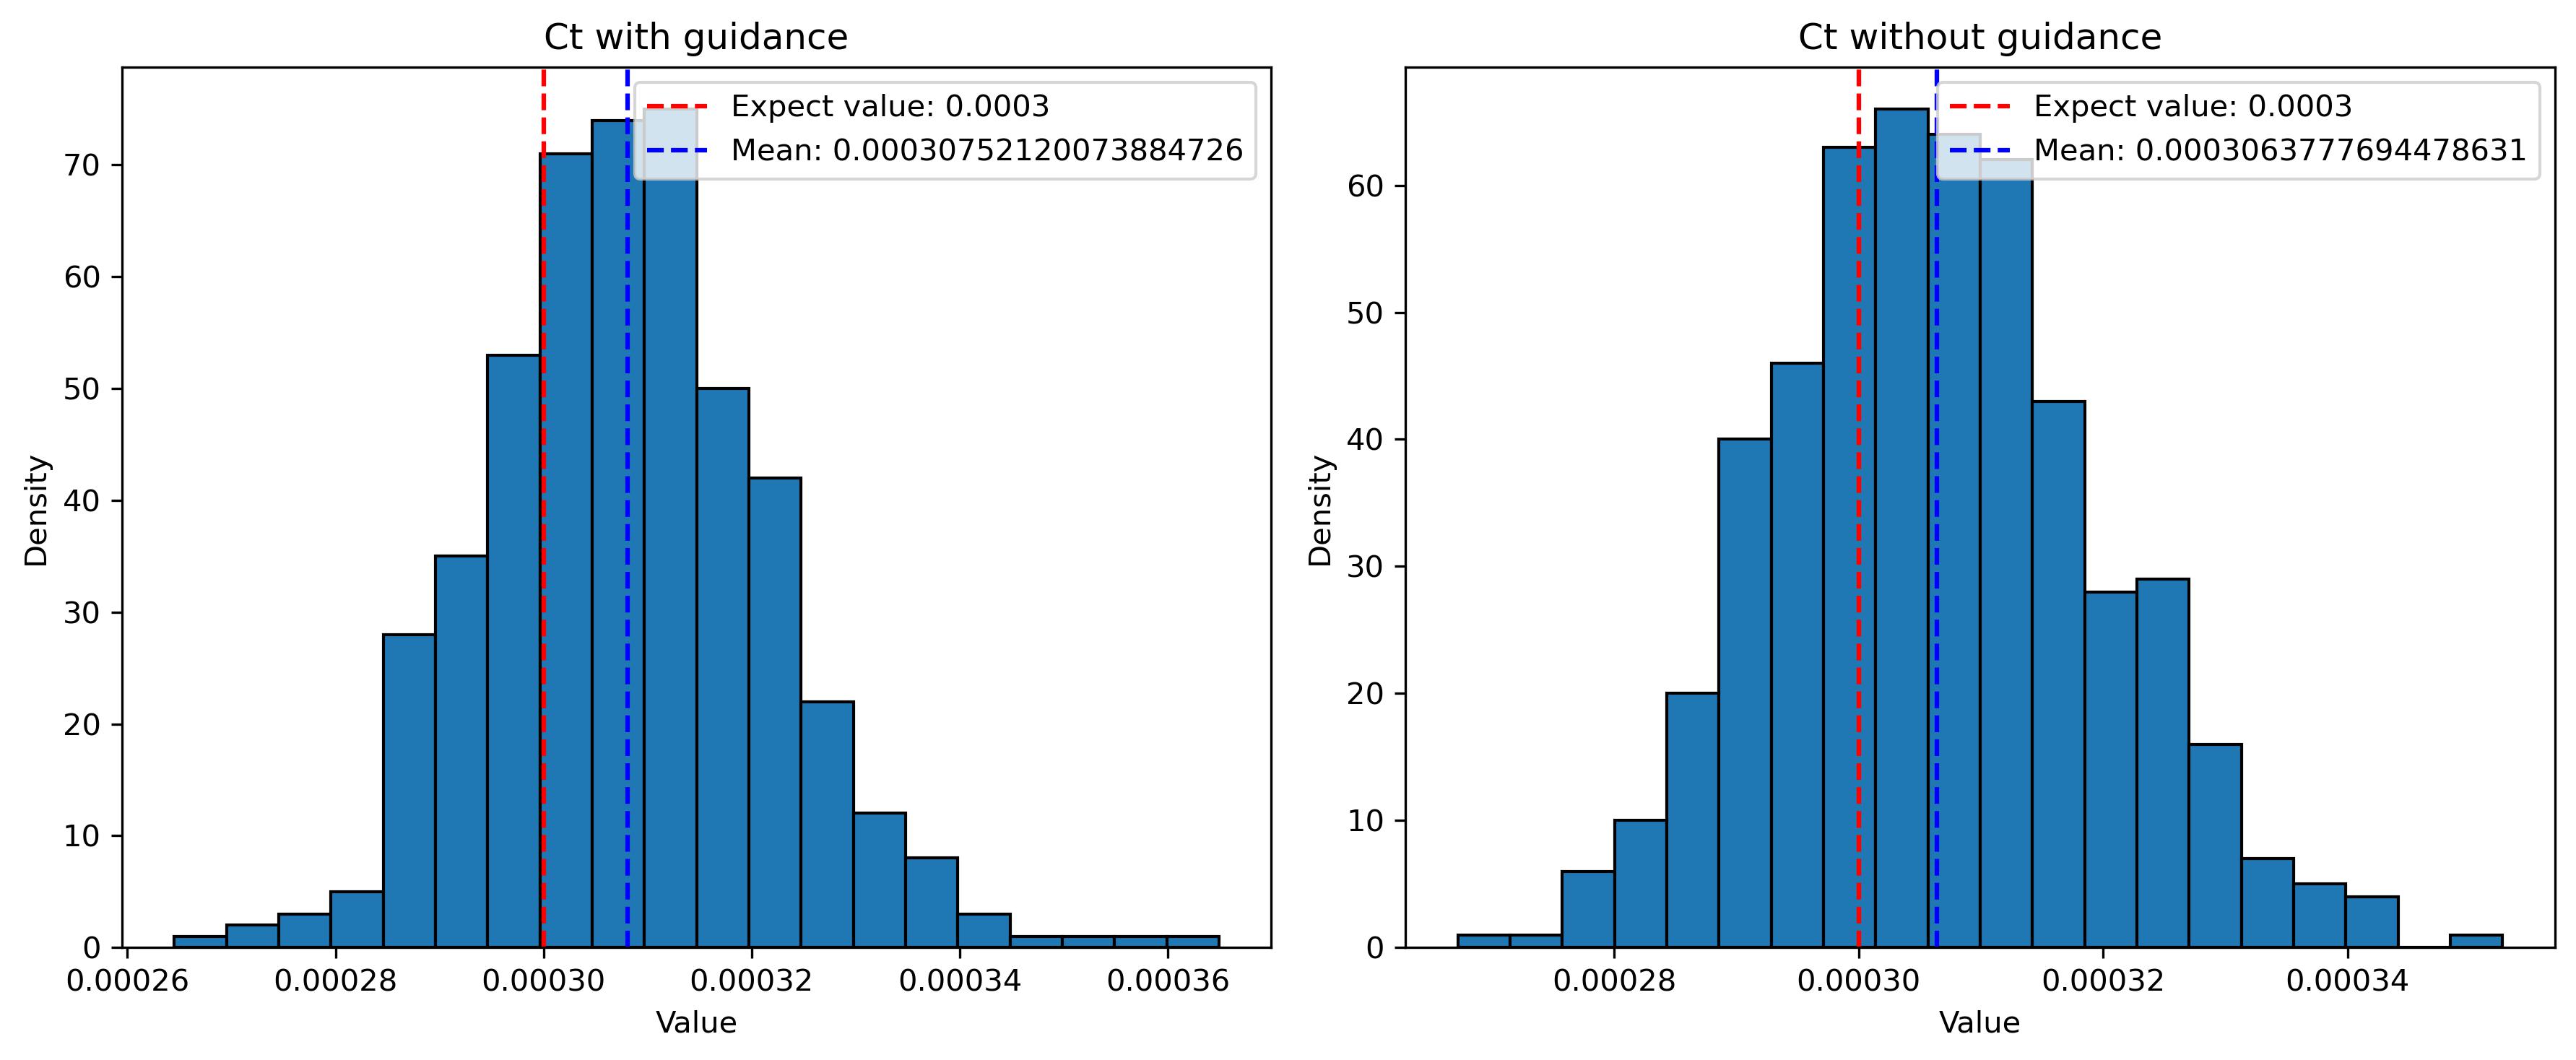 Ct with guidance
Expect value: 0.0003
Mean: 0.00030752120073884726
70
60
50
40
30
20
10
0
Density
0.00026 0.00028 0.00030 0.00032 0.00034 0.00036
Value
Ct without guidance
Expect value: 0.0003
Mean: 0.0003063777694478631
60
50
40
30
20
10
0
Density
0.00028 0.00030 0.00032 0.00034
Value